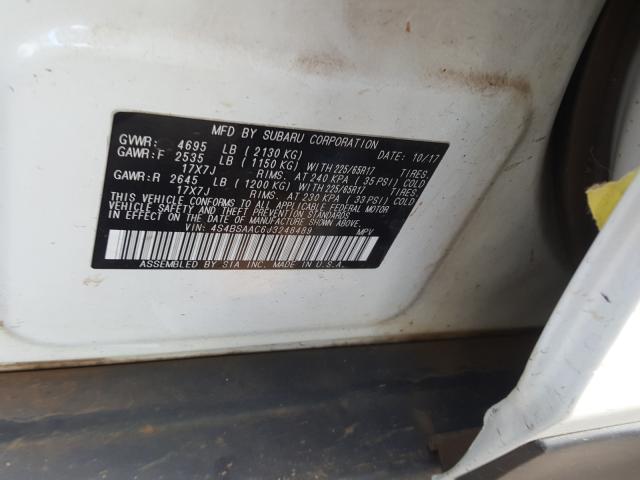 MFD BY SUBARU CORPORATION
GVWR: 4695 LB (2130 KG) DATE: 10/17
GAWR:F 2535 LB (1150 KG) WITH 225/65R17 TIRES,
17X7J RIMS, AT 240 KPA (35 PSI) COLD
GAWR:R 2645 LB (1200 KG) WITH 225/65R17 TIRES,
17X7J RIMS, AT 230 KPA (33 PSI) COLD
THIS VEHICLE CONFORMS TO ALL APPLICABLE FEDERAL MOTOR
VEHICLE SAFETY AND THEFT PREVENTION STANDARDS IN
EFFECT ON THE DATE OF MANUFACTURE SHOWN ABOVE.
VIN: 4S4BSAAC6J3248489 MPV
ASSEMBLED BY SIA INC. MADE IN U.S.A.